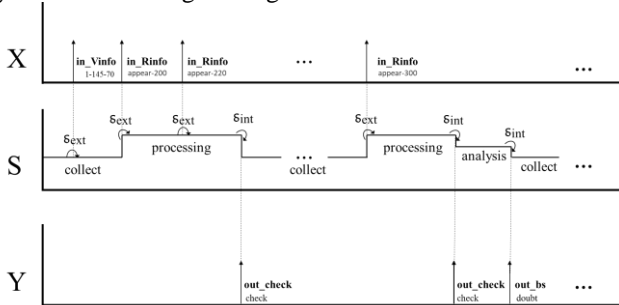 X
in_Vinfo
1-145-70
in_Rinfo
appear-200
in_Rinfo
appear-220
...
in_Rinfo
appear-300
...
S
δext
collect
δext
δext
processing
δint
...
collect
δext
processing
δint
analysis
δint
collect
...
Y
out_check
check
out_check
check
out_bs
doubt
...